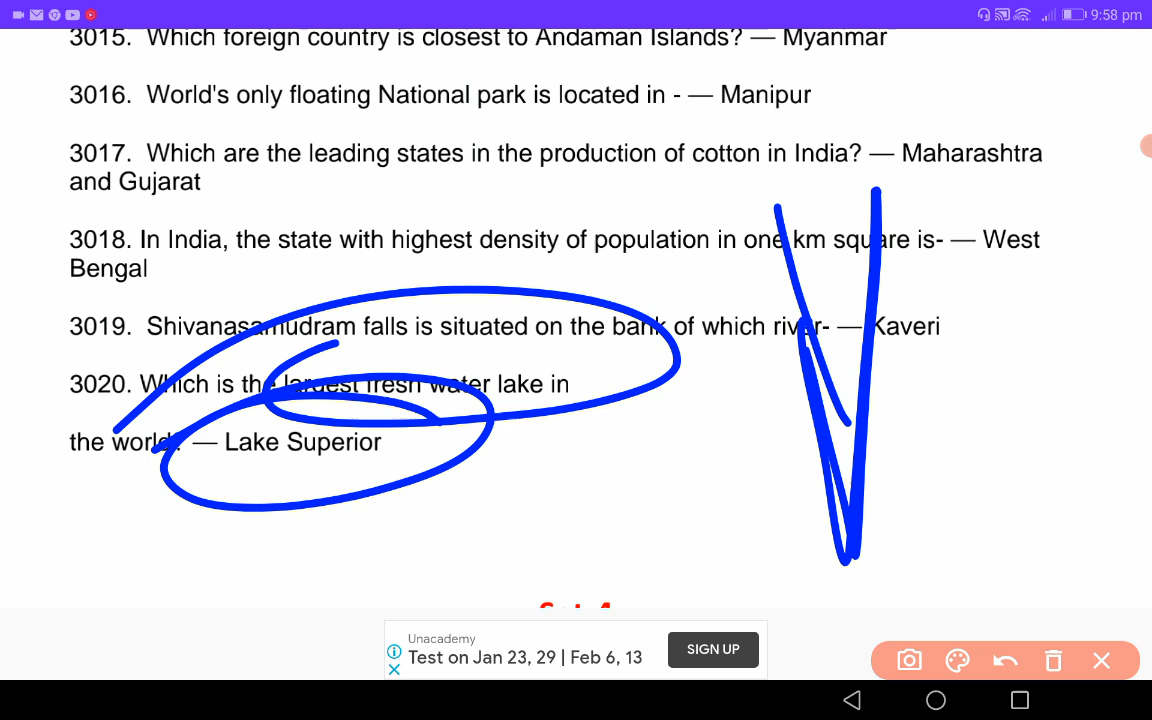 9:58 pm
3015. Which foreign country is closest to Andaman Islands? — Myanmar
3016. World's only floating National park is located in - — Manipur
3017. Which are the leading states in the production of cotton in India? — Maharashtra
and Gujarat
3018. In India, the state with highest density of population in one km square is- — West
Bengal
3019. Shivanasamudram falls is situated on the bank of which river- — Kaveri
3020. Which is the largest fresh water lake in
the world? — Lake Superior
Unacademy
Test on Jan 23, 29 | Feb 6, 13
SIGN UP